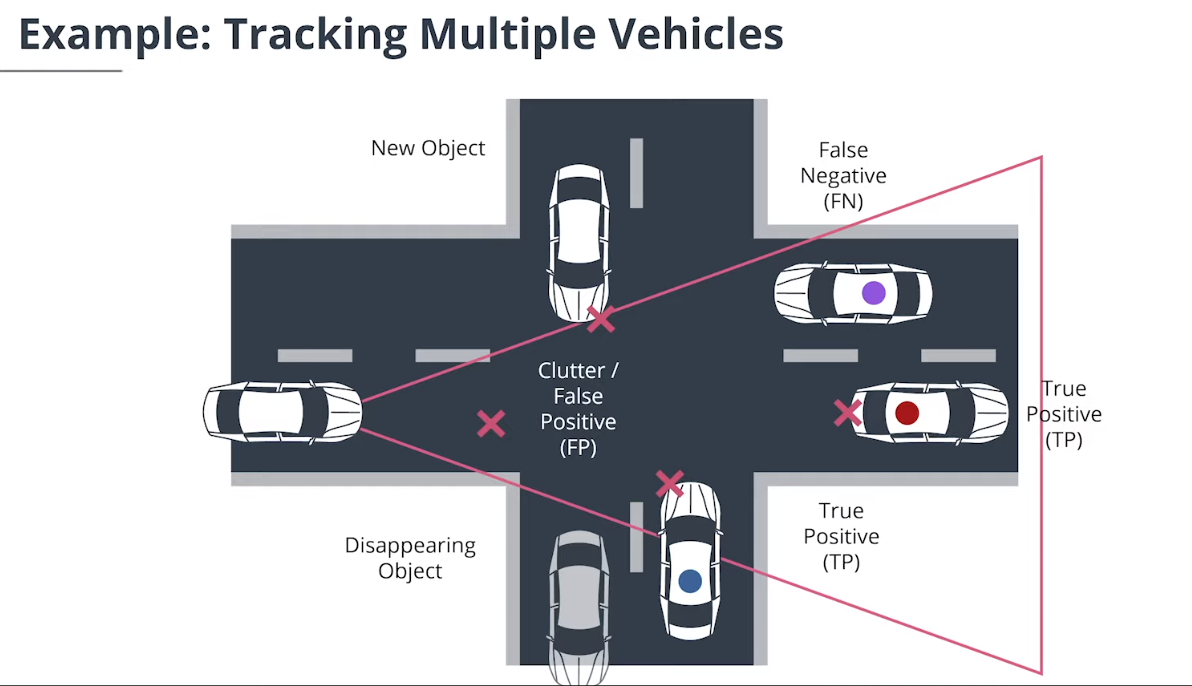 Example: Tracking Multiple Vehicles
New Object
False
Negative
(FN)
Clutter /
False
Positive
(FP)
True
Positive
(TP)
Disappearing
Object
True
Positive
(TP)